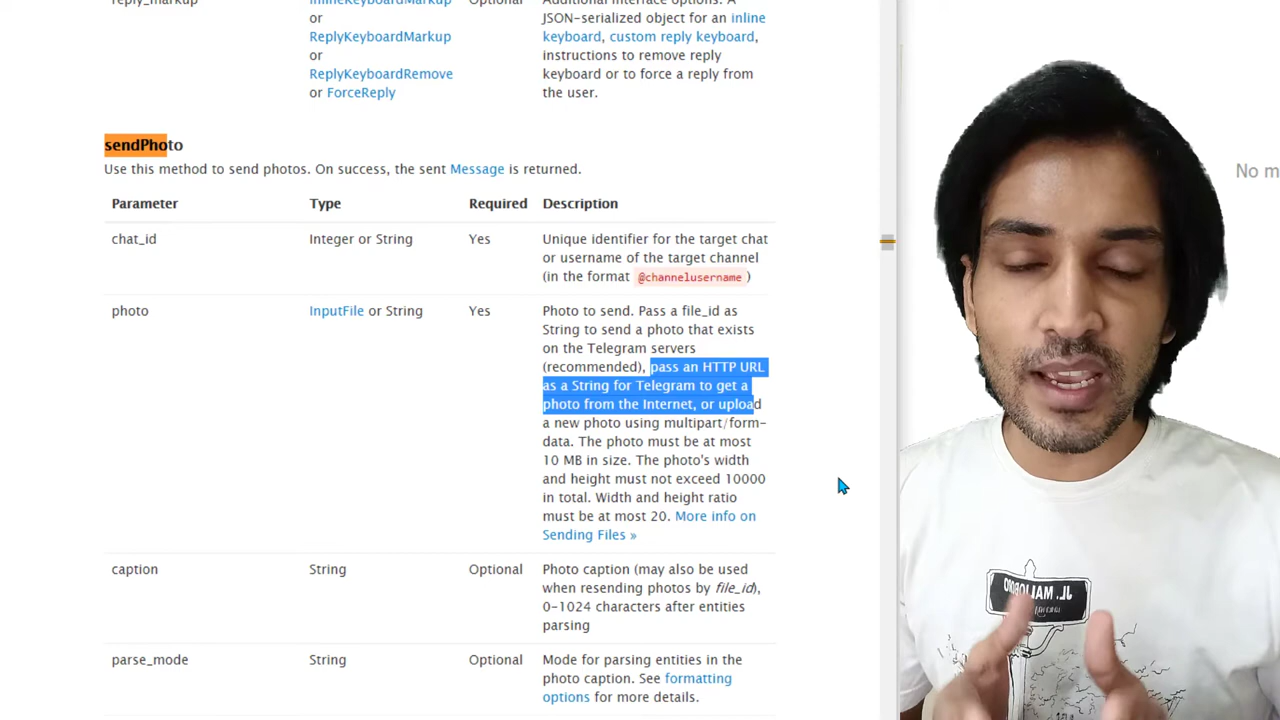 reply_markup
InlineKeyboardMarkup
or
ReplyKeyboardMarkup
or
ReplyKeyboardRemove
or ForceReply
Optional
Additional interface options. A
JSON-serialized object for an inline
keyboard, custom reply keyboard,
instructions to remove reply
keyboard or to force a reply from
the user.
sendPhoto
Use this method to send photos. On success, the sent Message is returned.
Parameter Type Required Description
chat_id Integer or String Yes Unique identifier for the target chat
or username of the target channel
(in the format @channelusername)
photo InputFile or String Yes Photo to send. Pass a file_id as
String to send a photo that exists
on the Telegram servers
(recommended), pass an HTTP URL
as a String for Telegram to get a
photo from the Internet, or upload
a new photo using multipart/form-
data. The photo must be at most
10 MB in size. The photo's width
and height must not exceed 10000
in total. Width and height ratio
must be at most 20. More info on
Sending Files »
caption String Optional Photo caption (may also be used
when resending photos by file_id),
0-1024 characters after entities
parsing
parse_mode String Optional Mode for parsing entities in the
photo caption. See formatting
options for more details.
No m
JL. MALIOBORO